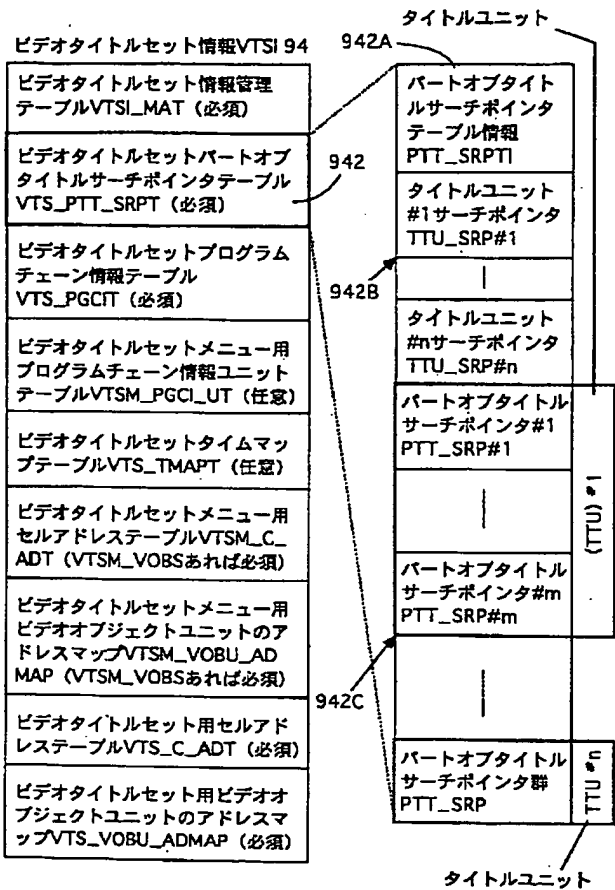 タイトルユニット
ビデオタイトルセット情報VTSI 94
942A
ビデオタイトルセット情報管理
テーブルVTSI_MAT（必須）
ビデオタイトルセットパートオブ
タイトルサーチポインタテーブル
VTS_PTT_SRPT（必須）
942
ビデオタイトルセットプログラム
チェーン情報テーブル
VTS_PGCIT（必須）
ビデオタイトルセットメニュー用
プログラムチェーン情報ユニット
テーブルVTSM_PGCI_UT（任意）
ビデオタイトルセットタイムマッ
プテーブルVTS_TMAPT（任意）
ビデオタイトルセットメニュー用
セルアドレステーブルVTSM_C_
ADT（VTSM_VOBSあれば必須）
ビデオタイトルセットメニュー用
ビデオオブジェクトユニットのア
ドレスマップVTSM_VOBU_AD
MAP（VTSM_VOBSあれば必須）
ビデオタイトルセット用セルアド
レステーブルVTS_C_ADT（必須）
ビデオタイトルセット用ビデオオ
ブジェクトユニットのアドレスマ
ップVTS_VOBU_ADMAP（必須）
パートオブタイト
ルサーチポインタ
テーブル情報
PTT_SRPTI
タイトルユニット
#1サーチポインタ
TTU_SRP#1
942B
タイトルユニット
#nサーチポインタ
TTU_SRP#n
パートオブタイトル
サーチポインタ#1
PTT_SRP#1
(TTU) #1
パートオブタイトル
サーチポインタ#m
PTT_SRP#m
942C
パートオブタイトル
サーチポインタ群
PTT_SRP
TTU #n
タイトルユニット